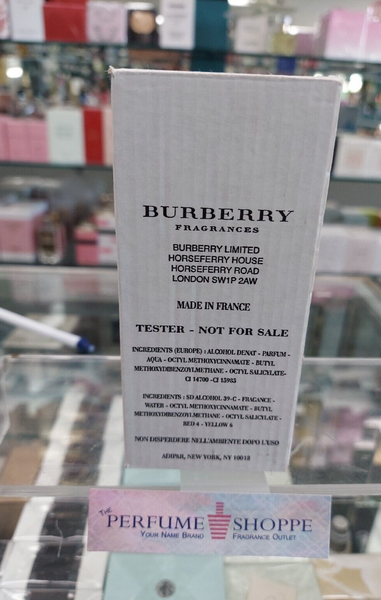 BURBERRY
FRAGRANCES
BURBERRY LIMITED
HORSEFERRY HOUSE
HORSEFERRY ROAD
LONDON SW1P 2AW
MADE IN FRANCE
TESTER - NOT FOR SALE
INGREDIENTS (EUROPE) : ALCOHOL DENAT - PARFUM -
AQUA - OCTYL METHOXYCINNAMATE - BUTYL
METHOXYDIBENZOYLMETHANE - OCTYL SALICYLATE-
CI 14700 -CI 15985
INGREDIENTS : SD ALCOHOL 39-C - FRAGANCE -
WATER - OCTYL METHOXYCINNAMATE - BUTYL
METHOXYDIBENZOYLMETHANE - OCTYL SALICYLATE -
RED 4 - YELLOW 6
NON DISPERDERE NELL'AMBIENTE DOPO L'USO
ADIPAR, NEW YORK, NY 10018
THE PERFUME SHOPPE
YOUR NAME BRAND FRAGRANCE OUTLET